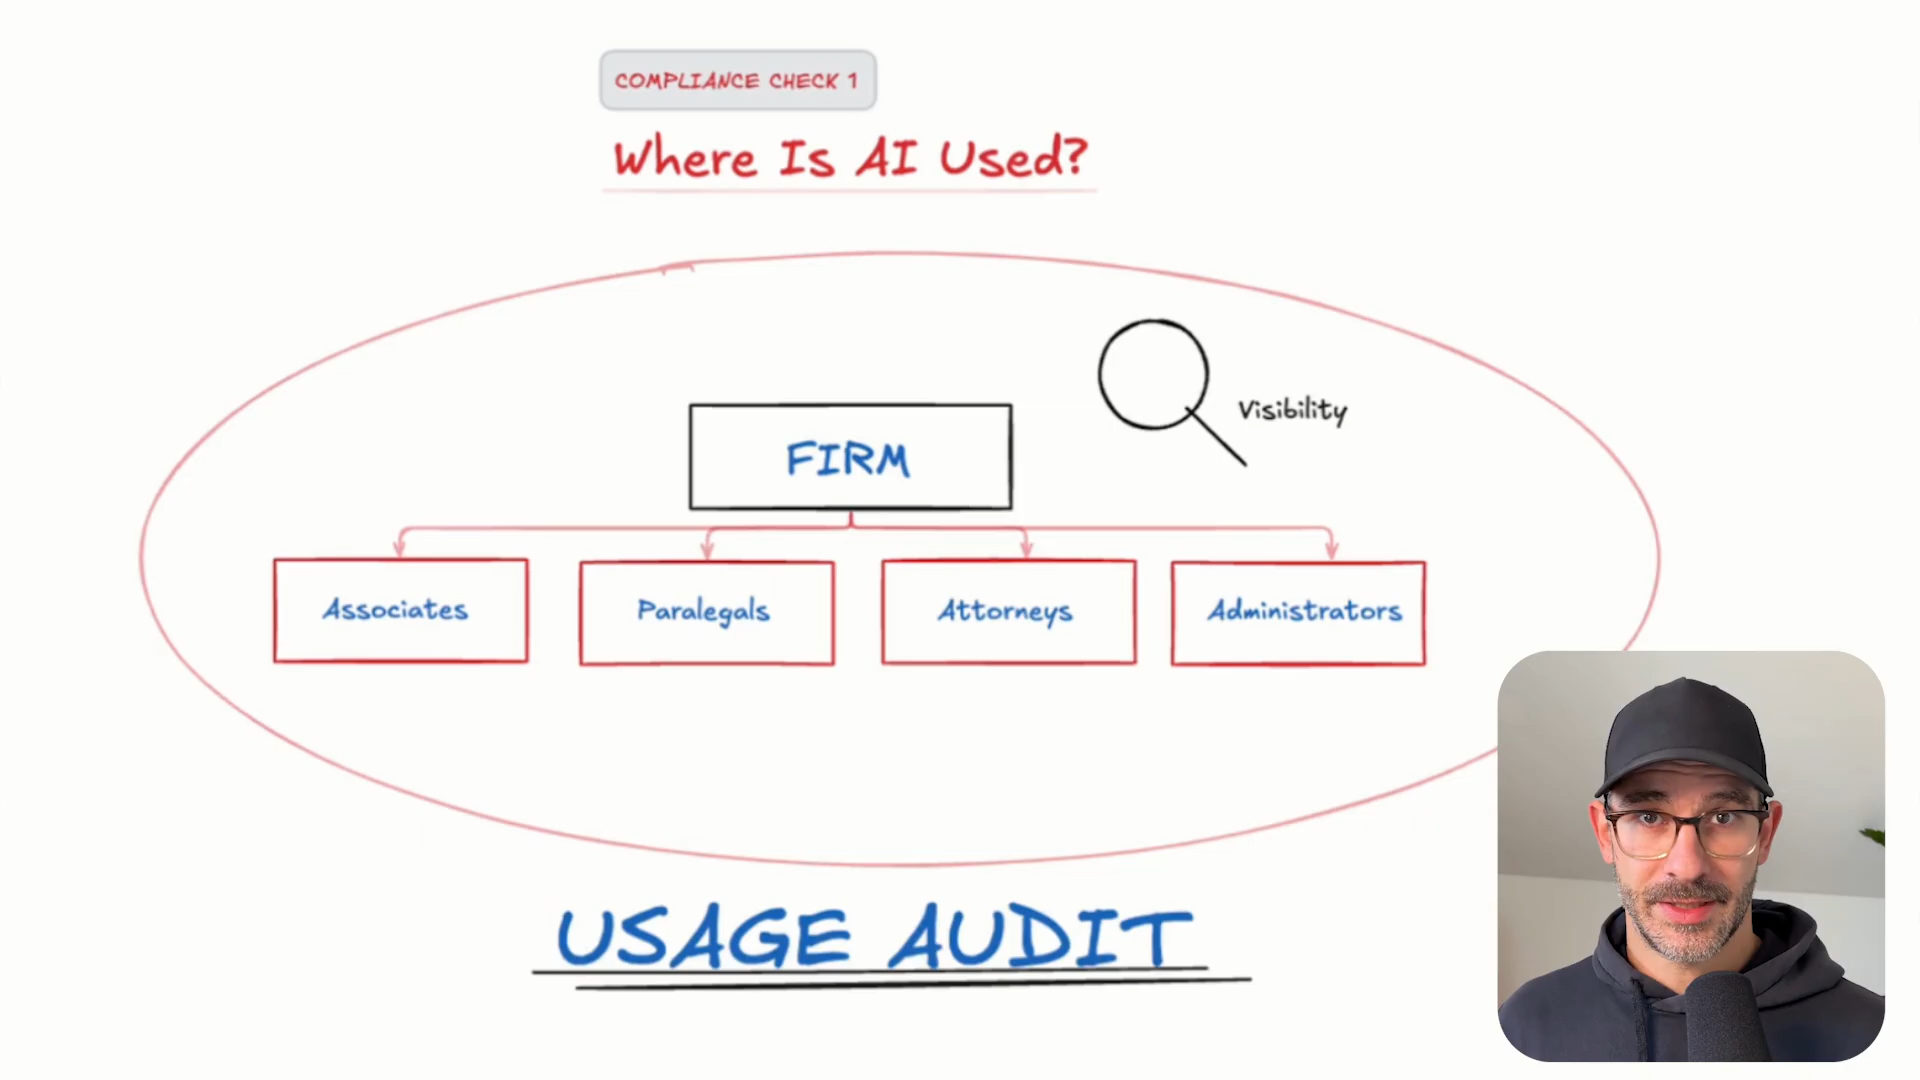 COMPLIANCE CHECK 1
Where Is AI Used?
Visibility
FIRM
Associates
Paralegals
Attorneys
Administrators
USAGE AUDIT